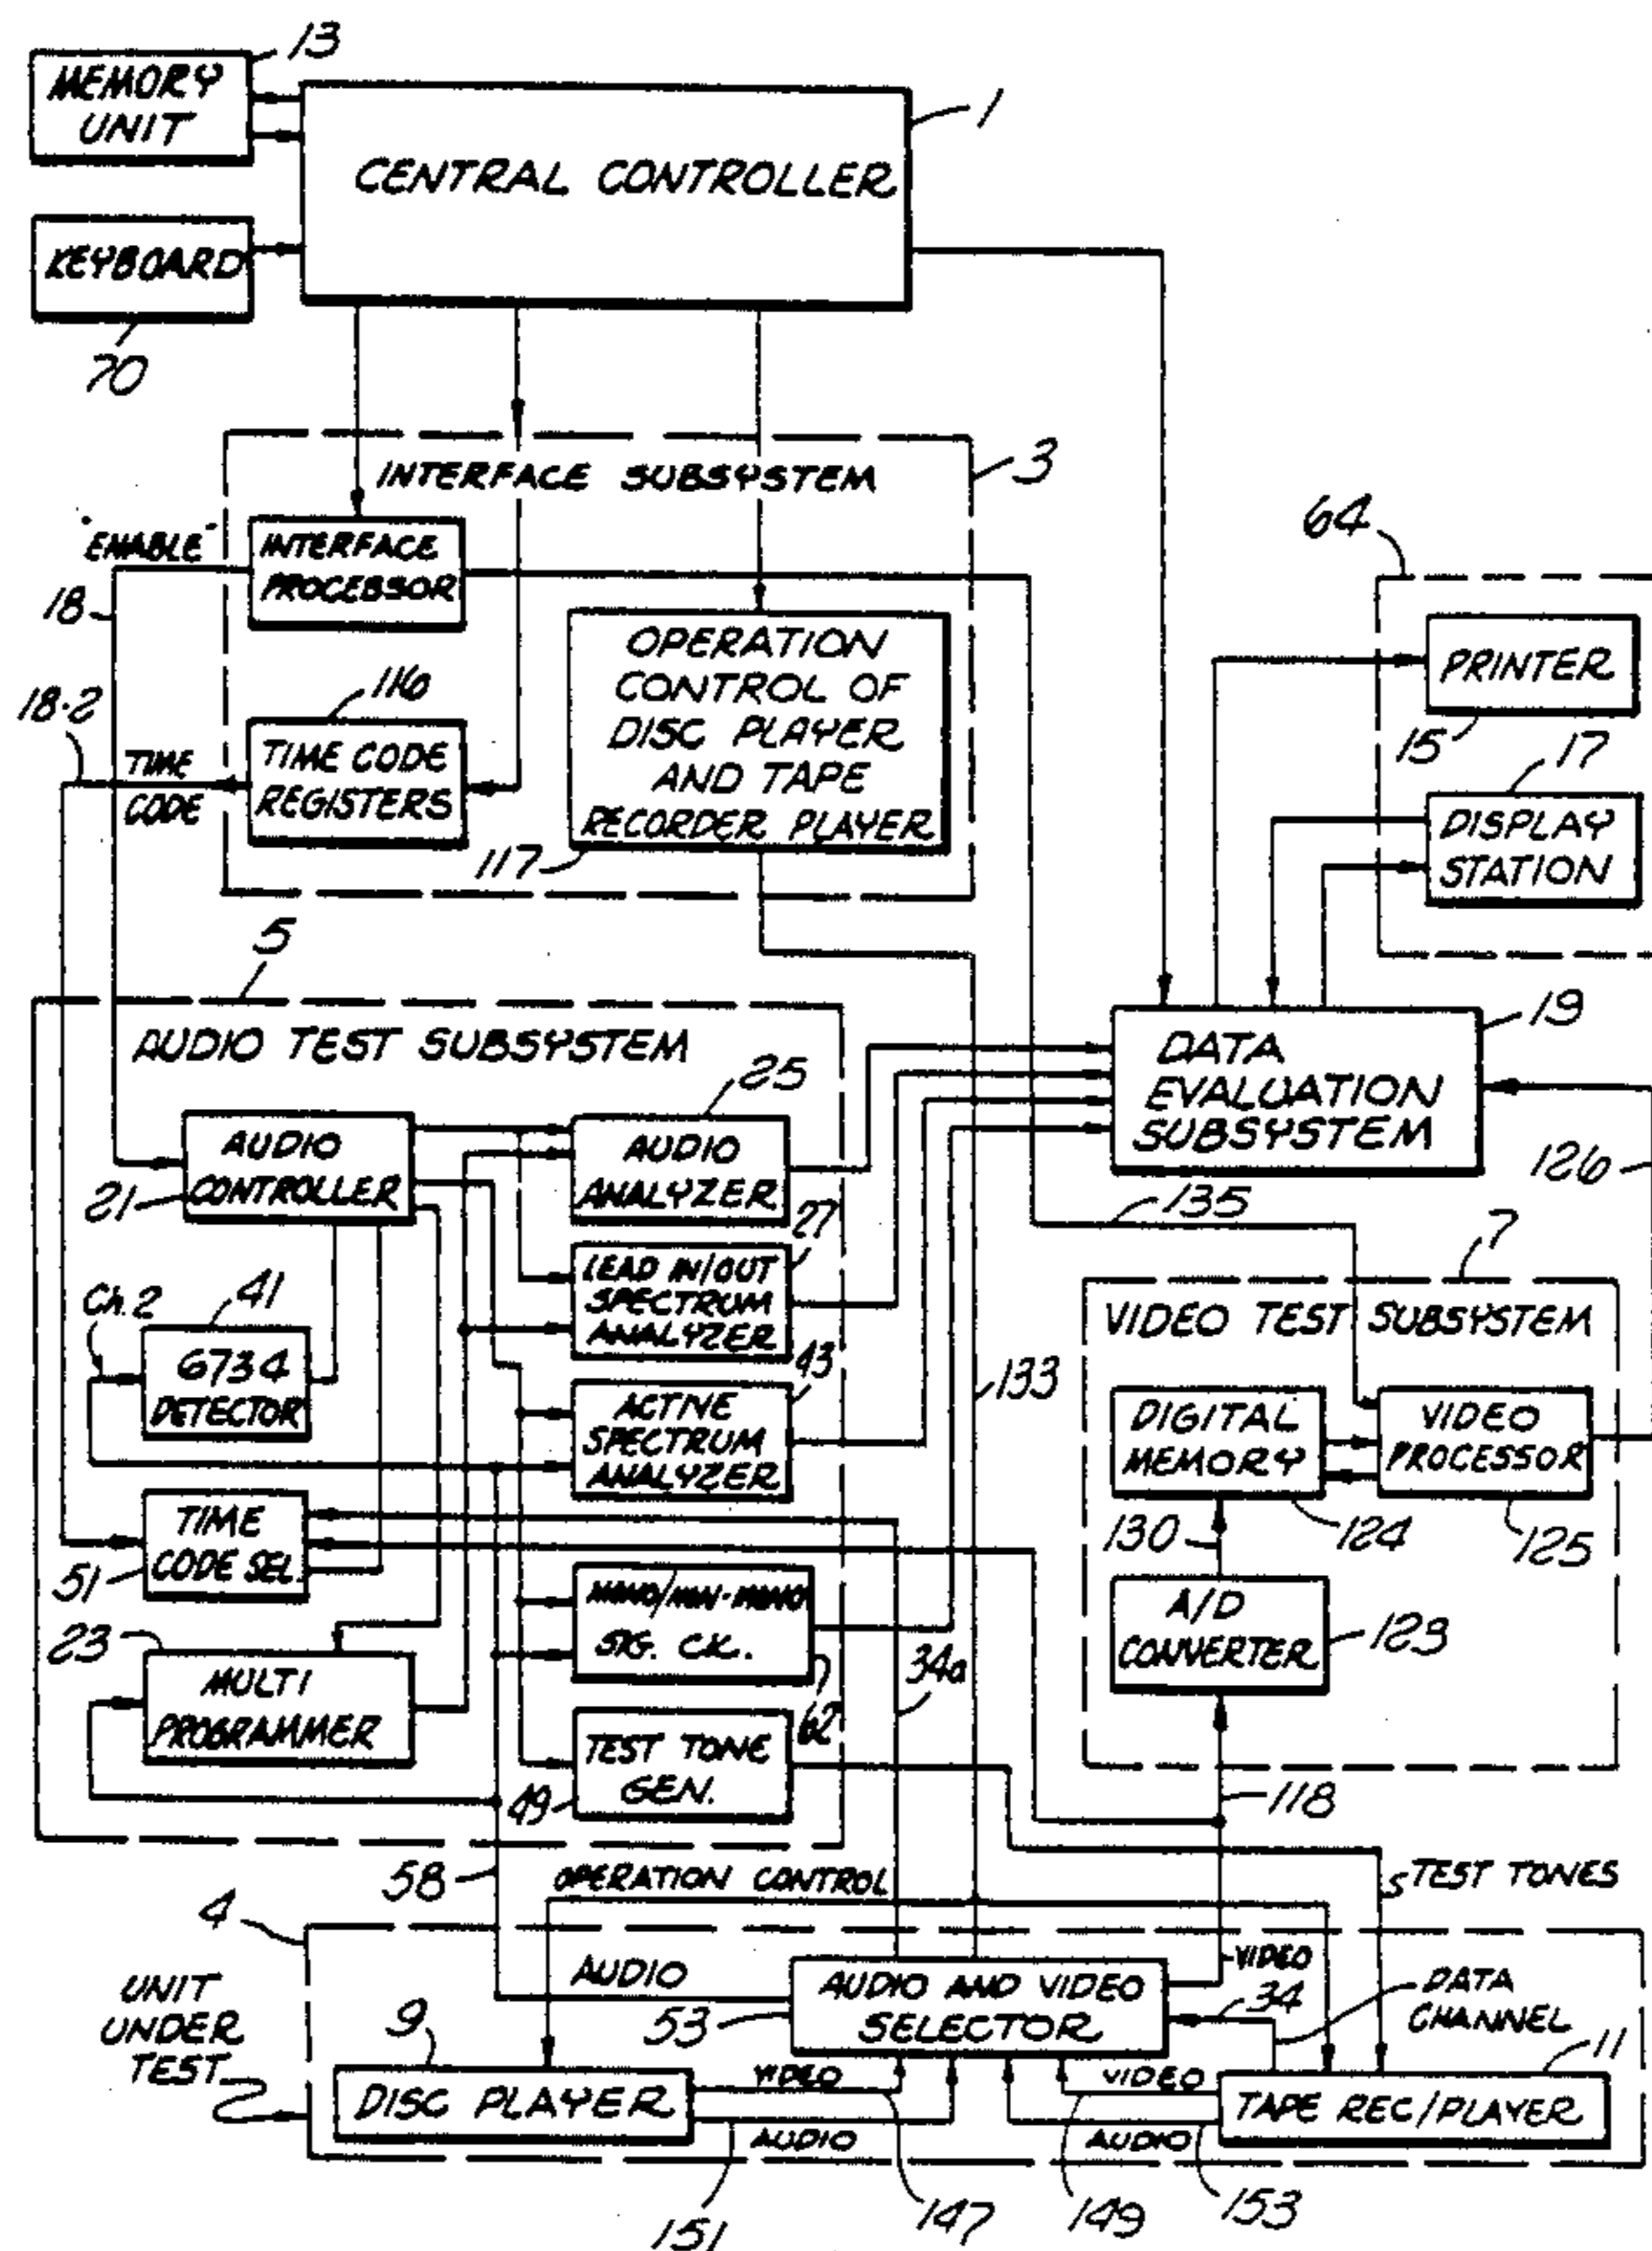 13
MEMORY
UNIT
1
CENTRAL CONTROLLER
KEYBOARD
70
3
INTERFACE SUBSYSTEM
64
"ENABLE"
INTERFACE
PROCESSOR
18
OPERATION
CONTROL OF
DISC PLAYER
AND TAPE
RECORDER PLAYER
117
PRINTER
15
116
18.2
TIME
CODE
TIME CODE
REGISTERS
17
DISPLAY
STATION
5
AUDIO TEST SUBSYSTEM
19
DATA
EVALUATION
SUBSYSTEM
25
AUDIO
CONTROLLER
21
AUDIO
ANALYZER
126
135
27
LEAD IN/OUT
SPECTRUM
ANALYZER
7
VIDEO TEST SUBSYSTEM
Ch. 2
41
6734
DETECTOR
43
ACTIVE
SPECTRUM
ANALYZER
133
DIGITAL
MEMORY
124
VIDEO
PROCESSOR
125
TIME
CODE SEL.
51
130
A/D
CONVERTER
123
MONO/NON-MONO
SIG. CK.
62
34a
23
MULTI
PROGRAMMER
TEST TONE
GEN.
49
118
58
OPERATION CONTROL
TEST TONES
4
UNIT
UNDER
TEST
AUDIO
AUDIO AND VIDEO
SELECTOR
53
VIDEO
34
DATA
CHANNEL
9
DISC PLAYER
VIDEO
AUDIO
VIDEO
AUDIO
11
TAPE REC/PLAYER
151
147
149
153